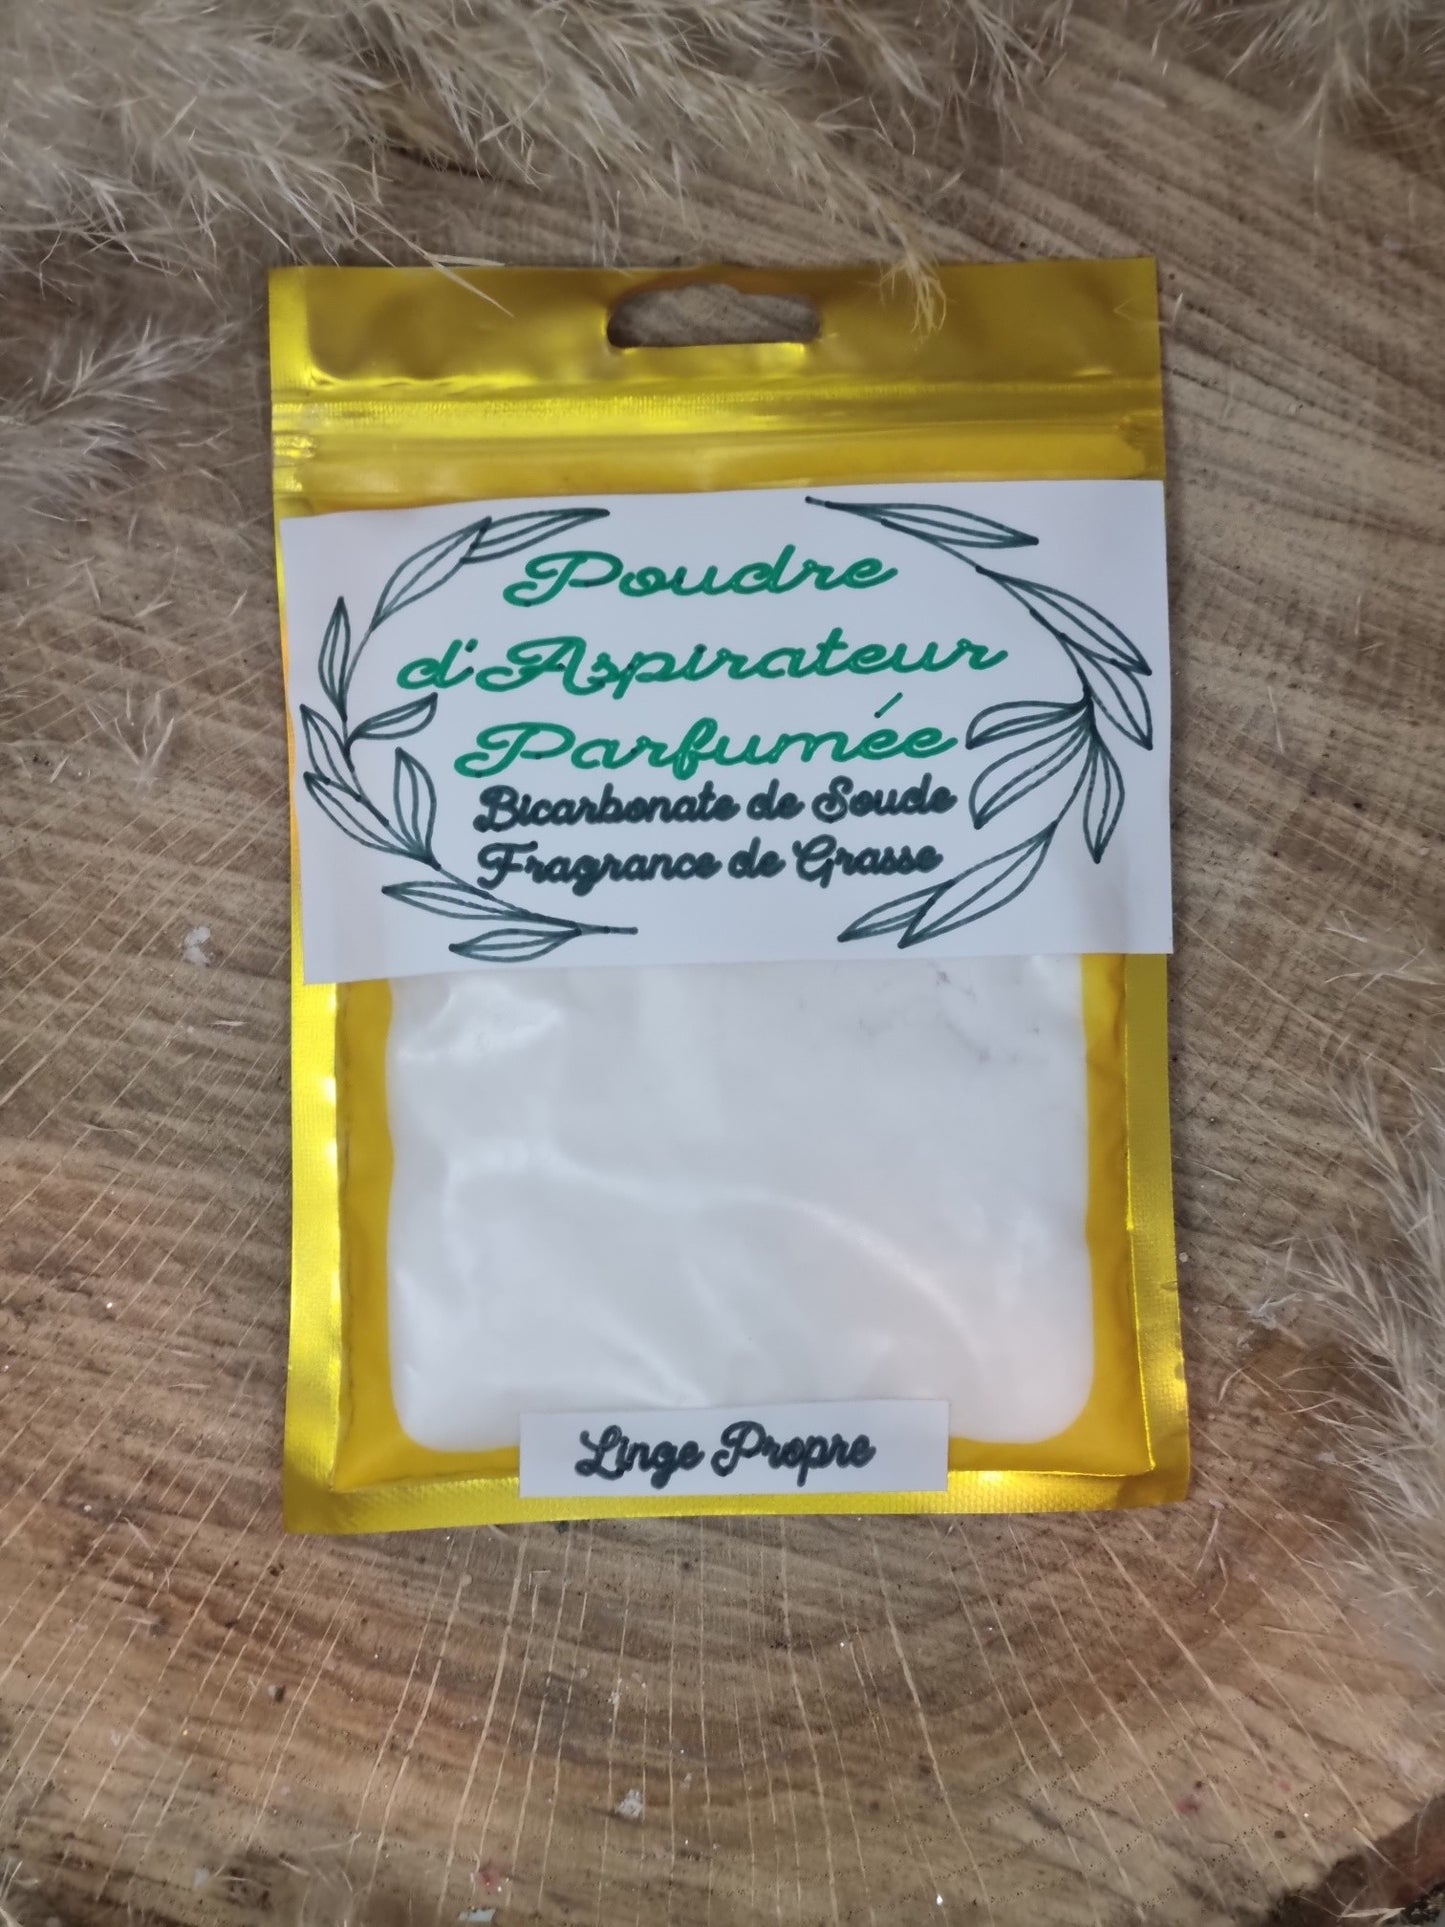 Poudre
d'Aspirateur
Parfumée
Bicarbonate de Soude
Fragrance de Grasse
Linge Propre